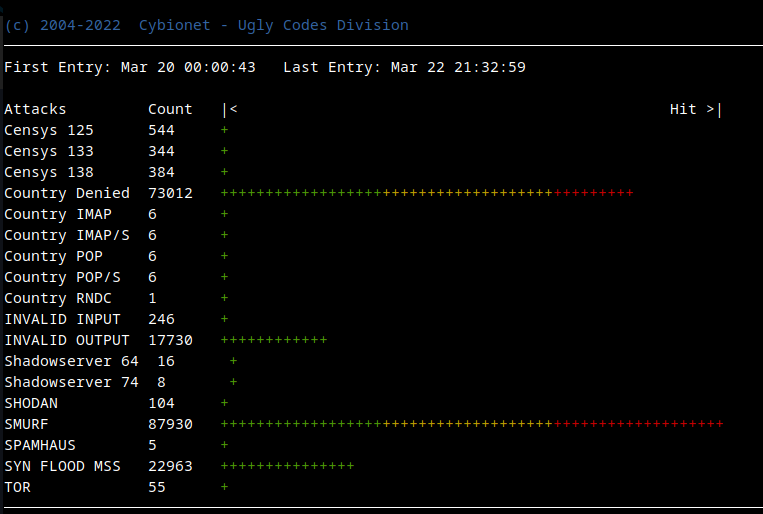 (c) 2004-2022  Cybionet - Ugly Codes Division
First Entry: Mar 20 00:00:43   Last Entry: Mar 22 21:32:59
Attacks         Count   |<                                                Hit >|
Censys 125      544     +
Censys 133      344     +
Censys 138      384     +
Country Denied  73012   ++++++++++++++++++++++++++++++++++++++++++++++
Country IMAP    6       +
Country IMAP/S  6       +
Country POP     6       +
Country POP/S   6       +
Country RNDC    1       +
INVALID INPUT   246     +
INVALID OUTPUT  17730   ++++++++++++
Shadowserver 64  16      +
Shadowserver 74  8       +
SHODAN          104     +
SMURF           87930   ++++++++++++++++++++++++++++++++++++++++++++++++++++++++
SPAMHAUS        5       +
SYN FLOOD MSS   22963   +++++++++++++++
TOR             55      +